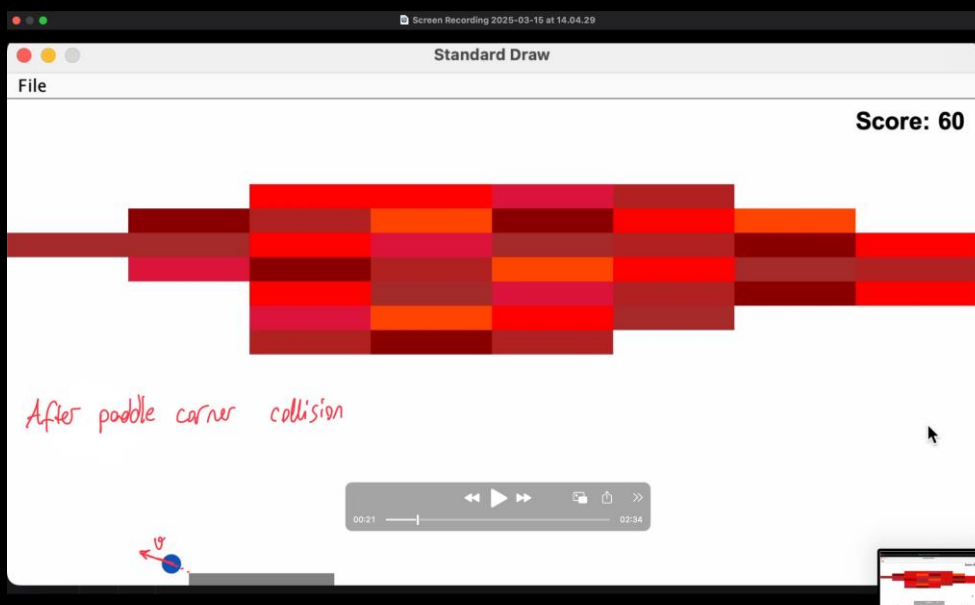 Screen Recording 2025-03-15 at 14.04.29
Standard Draw
File
Score: 60
After paddle corner collision
00:21
02:34
v